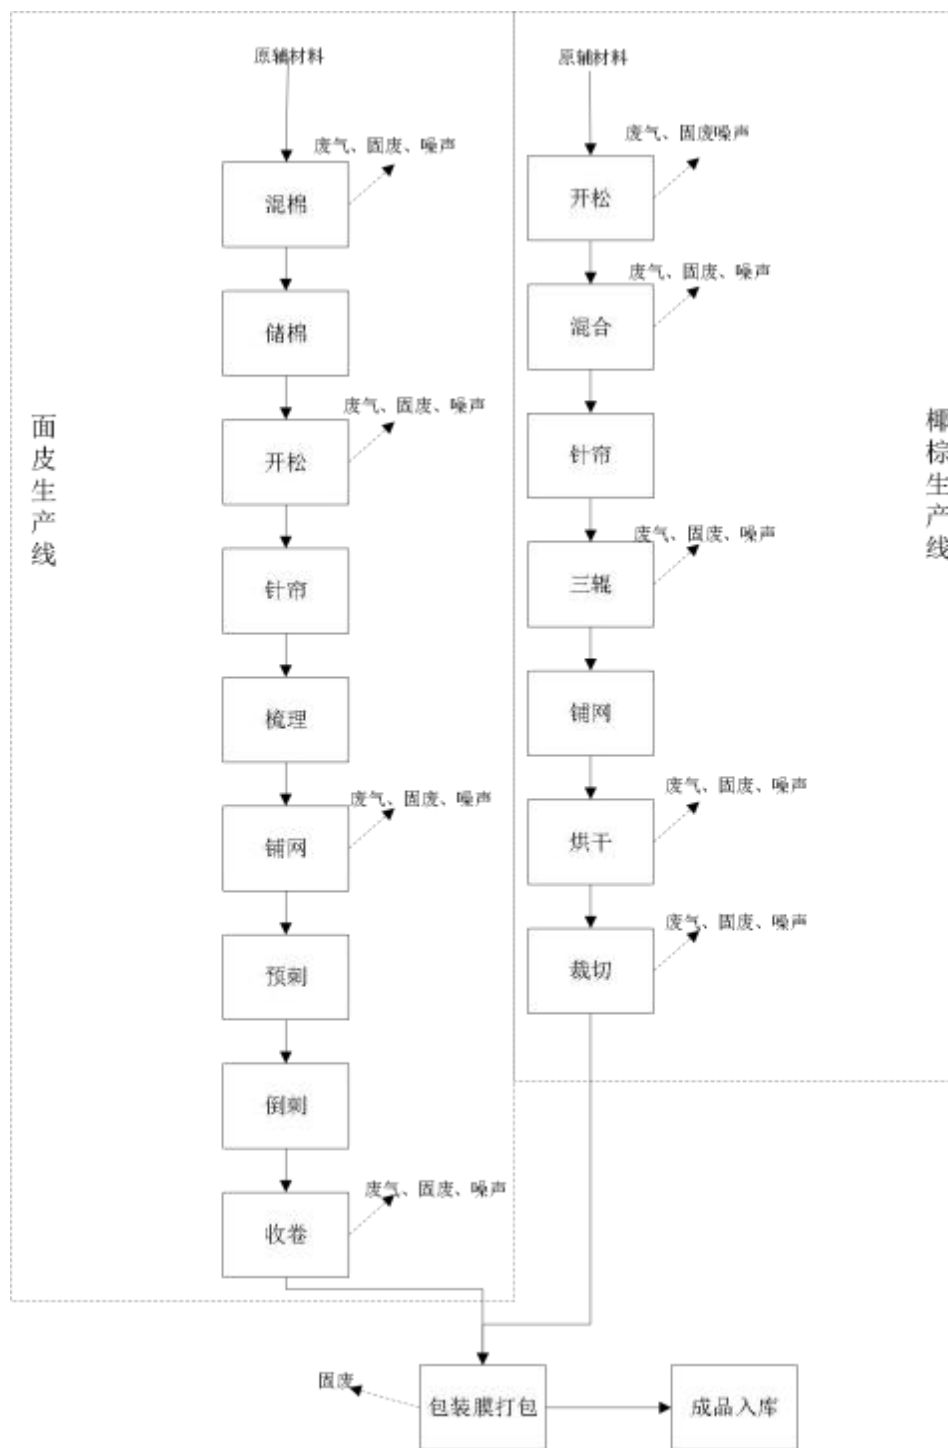 原辅材料
废气、固废、噪声
混棉
储棉
废气、固废、噪声
开松
针帘
梳理
废气、固废、噪声
铺网
预刺
倒刺
废气、固废、噪声
收卷
面皮生产线
原辅材料
废气、固废噪声
开松
废气、固废、噪声
混合
针帘
废气、固废、噪声
三辊
铺网
废气、固废、噪声
烘干
废气、固废、噪声
裁切
椰棕生产线
固废
包装膜打包
成品入库